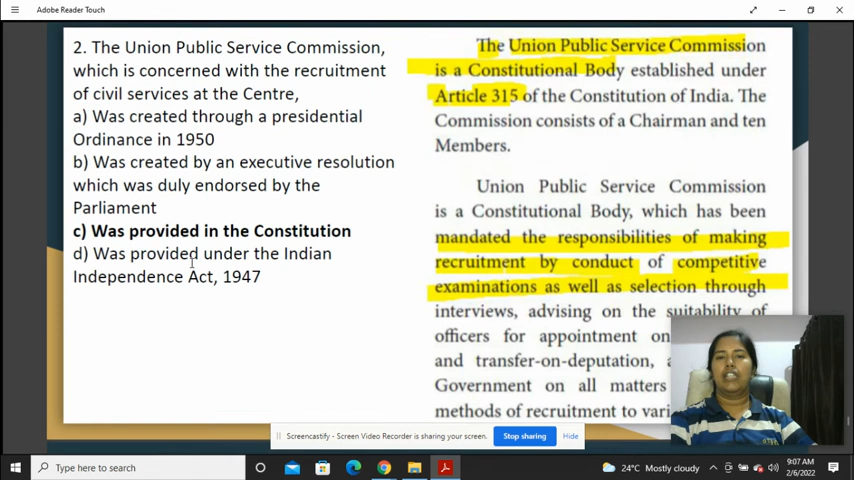 Adobe Reader Touch
2. The Union Public Service Commission,
which is concerned with the recruitment
of civil services at the Centre,
a) Was created through a presidential
Ordinance in 1950
b) Was created by an executive resolution
which was duly endorsed by the
Parliament
c) Was provided in the Constitution
d) Was provided under the Indian
Independence Act, 1947
The Union Public Service Commission
is a Constitutional Body established under
Article 315 of the Constitution of India. The
Commission consists of a Chairman and ten
Members.
Union Public Service Commission
is a Constitutional Body, which has been
mandated the responsibilities of making
recruitment by conduct of competitive
examinations as well as selection through
interviews, advising on the suitability of
officers for appointment on
and transfer-on-deputation,
Government on all matters
methods of recruitment to vari
Screencastify - Screen Video Recorder is sharing your screen.
Stop sharing
Hide
Type here to search
24°C Mostly cloudy
9:07 AM
2/6/2022